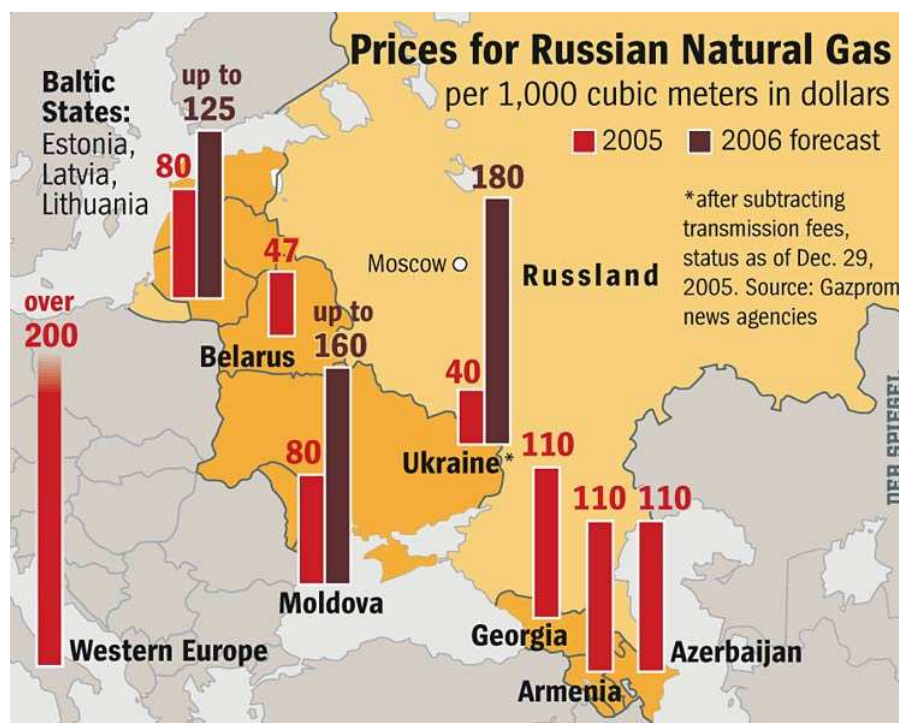 Prices for Russian Natural Gas
per 1,000 cubic meters in dollars
2005
2006 forecast
*after subtracting
transmission fees,
status as of Dec. 29,
2005. Source: Gazprom
news agencies
Baltic
States:
Estonia,
Latvia,
Lithuania
80
up to
125
47
Belarus
Moscow
Russland
over
200
Western Europe
80
up to
160
Moldova
40
180
Ukraine*
110
Georgia
110
Armenia
110
Azerbaijan
DER SPIEGEL